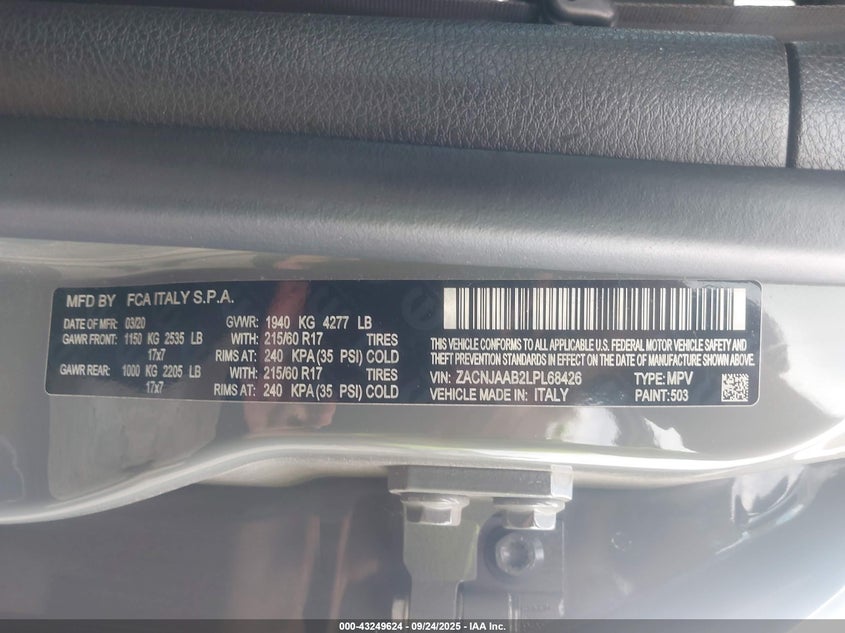 MFD BY FCA ITALY S.P.A.
DATE OF MFR: 03/20 GVWR: 1940 KG 4277 LB
GAWR FRONT: 1150 KG 2535 LB WITH: 215/60 R17 TIRES
17x7 RIMS AT: 240 KPA (35 PSI) COLD
GAWR REAR: 1000 KG 2205 LB WITH: 215/60 R17 TIRES
17x7 RIMS AT: 240 KPA (35 PSI) COLD
THIS VEHICLE CONFORMS TO ALL APPLICABLE U.S. FEDERAL MOTOR VEHICLE SAFETY AND
THEFT PREVENTION STANDARDS IN EFFECT ON THE DATE OF MANUFACTURE SHOWN ABOVE.
VIN: ZACNJAAB2LPL68426 TYPE: MPV
VEHICLE MADE IN: ITALY PAINT: 503
000-43249624 - 09/24/2025 - IAA Inc.